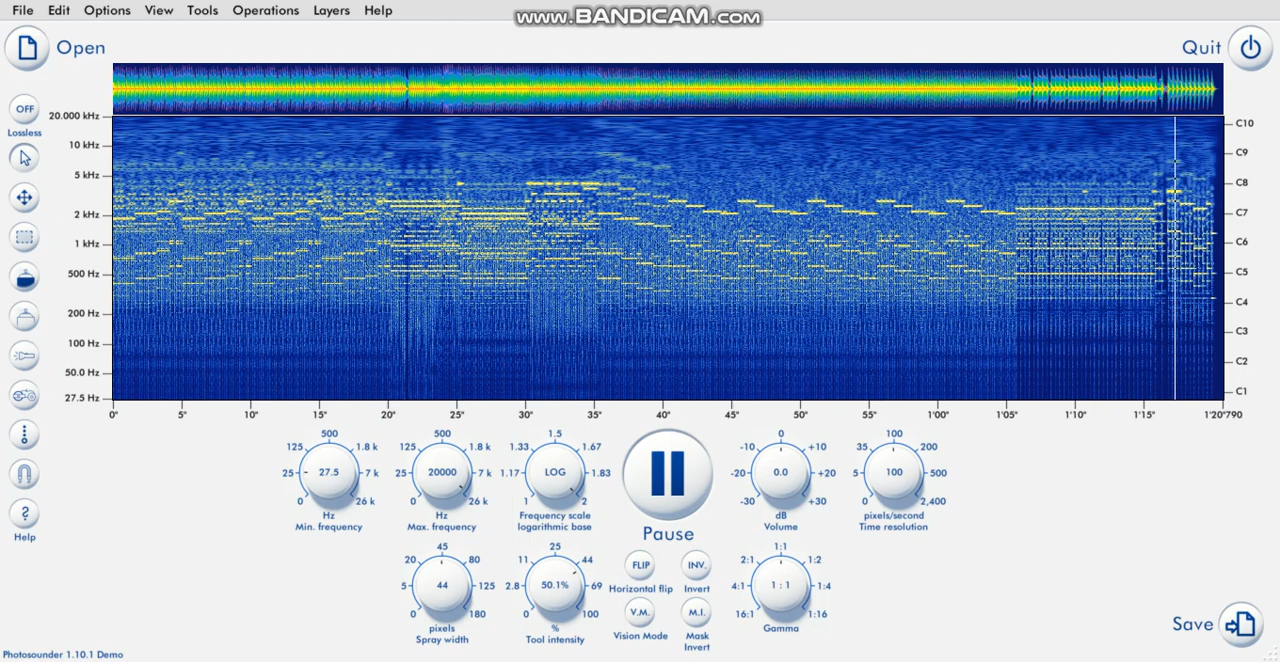 File Edit Options View Tools Operations Layers Help
www.BANDICAM.com
Open
Quit
OFF
Lossless
20.000 kHz
10 kHz
5 kHz
2 kHz
1 kHz
500 Hz
200 Hz
100 Hz
50.0 Hz
27.5 Hz
C10
C9
C8
C7
C6
C5
C4
C3
C2
C1
0" 5" 10" 15" 20" 25" 30" 35" 40" 45" 50" 55" 1'00" 1'05" 1'10" 1'15" 1'20"790
?
Help
0 25 125 500 1.8 k 7 k 26 k
27.5
Hz
Min. frequency
0 25 125 500 1.8 k 7 k 26 k
20000
Hz
Max. frequency
1 1.17 1.33 1.5 1.67 1.83 2
LOG
Frequency scale
logarithmic base
Pause
-30 -20 -10 0 +10 +20 +30
0.0
dB
Volume
0 5 35 100 200 500 2,400
100
pixels/second
Time resolution
0 5 20 45 80 125 180
44
pixels
Spray width
0 2.8 11 25 44 69 100
50.1%
%
Tool intensity
FLIP
Horizontal flip
INV.
Invert
V.M.
Vision Mode
M.I.
Mask
Invert
16:1 4:1 2:1 1:1 1:2 1:4 1:16
1 : 1
Gamma
Save
Photosounder 1.10.1 Demo